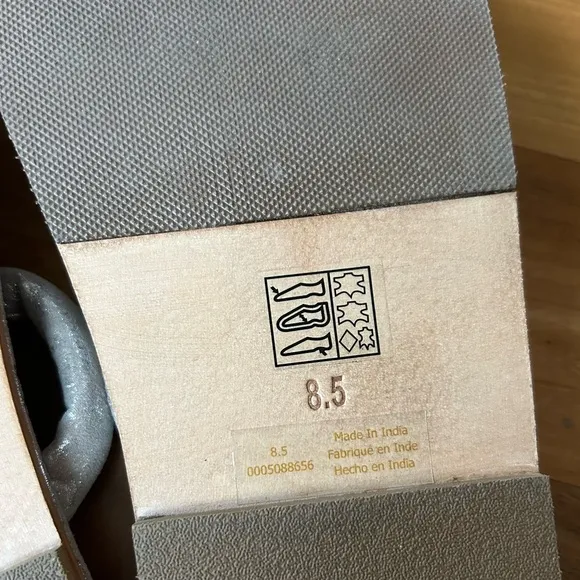 8.5
8.5 Made In India
0005088656 Fabriqué en Inde
Hecho en India